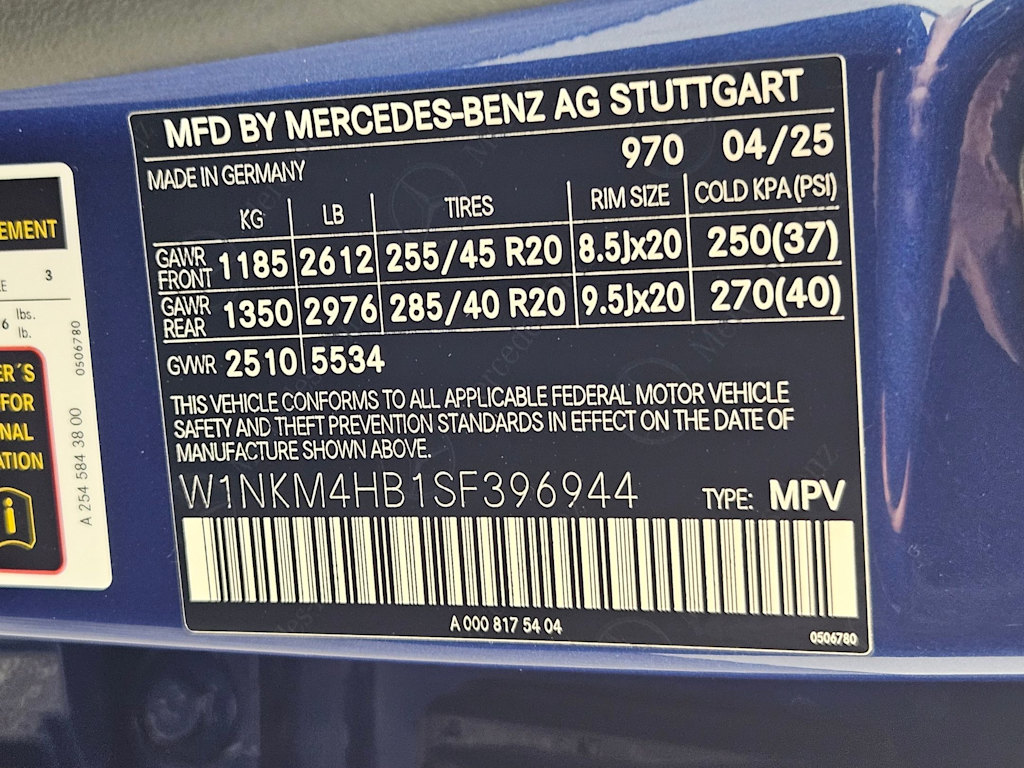 MFD BY MERCEDES-BENZ AG STUTTGART
970 04/25
MADE IN GERMANY
KG LB TIRES RIM SIZE COLD KPA (PSI)
GAWR FRONT 1185 2612 255/45 R20 8.5Jx20 250(37)
GAWR REAR 1350 2976 285/40 R20 9.5Jx20 270(40)
GVWR 2510 5534
THIS VEHICLE CONFORMS TO ALL APPLICABLE FEDERAL MOTOR VEHICLE
SAFETY AND THEFT PREVENTION STANDARDS IN EFFECT ON THE DATE OF
MANUFACTURE SHOWN ABOVE.
W1NKM4HB1SF396944
TYPE: MPV
A 000 817 54 04
0506780
3
lbs.
lb.
0506780
FOR
A 254 584 38 00